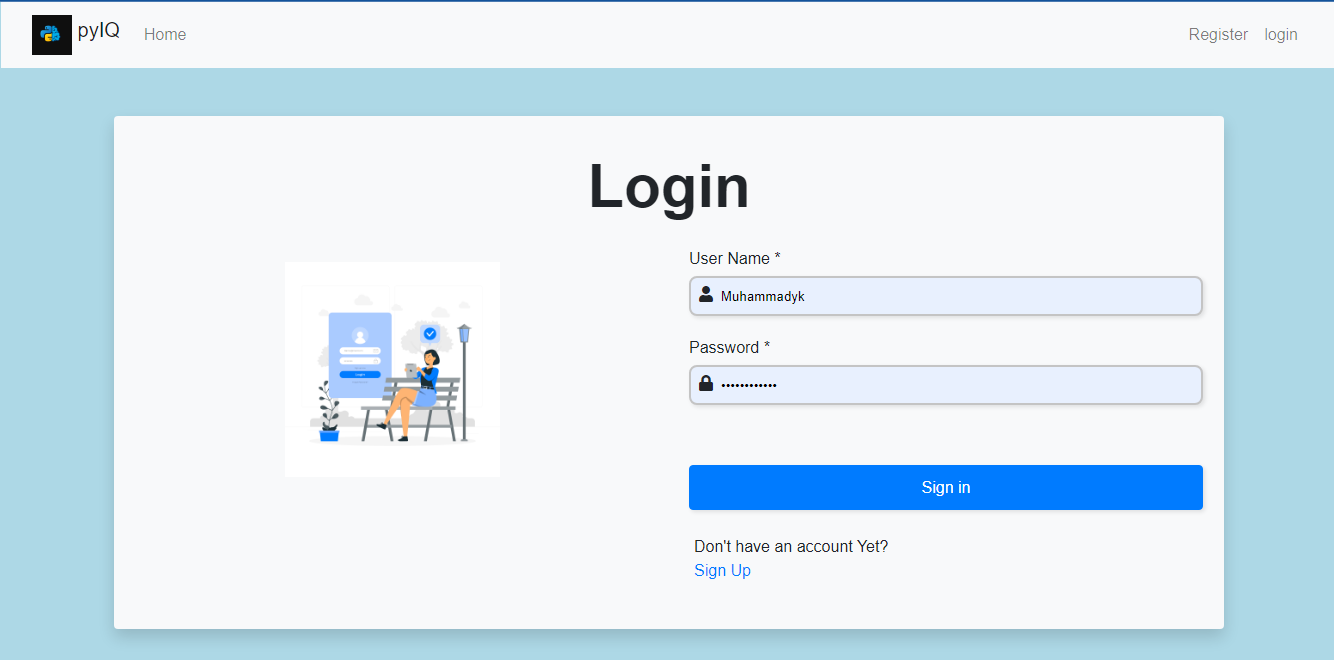 pyIQ Home Register login
Login
User Name *
Muhammadyk
Password *
••••••••••••
Sign in
Don't have an account Yet?
Sign Up